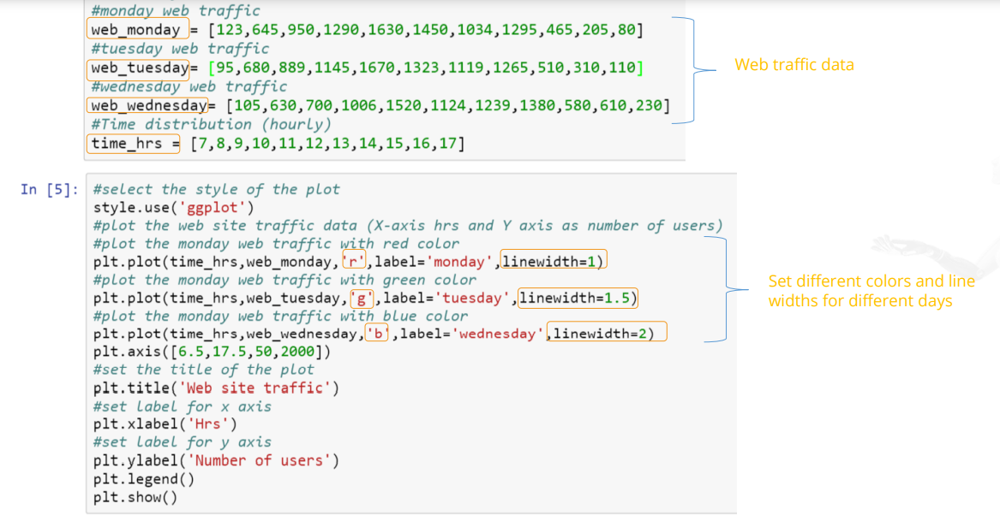 #monday web traffic
web_monday = [123,645,950,1290,1630,1450,1034,1295,465,205,80]
#tuesday web traffic
web_tuesday= [95,680,889,1145,1670,1323,1119,1265,510,310,110]
#wednesday web traffic
web_wednesday= [105,630,700,1006,1520,1124,1239,1380,580,610,230]
#Time distribution (hourly)
time_hrs = [7,8,9,10,11,12,13,14,15,16,17]
Web traffic data
In [5]:
#select the style of the plot
style.use('ggplot')
#plot the web site traffic data (X-axis hrs and Y axis as number of users)
#plot the monday web traffic with red color
plt.plot(time_hrs,web_monday,'r',label='monday',linewidth=1)
#plot the monday web traffic with green color
plt.plot(time_hrs,web_tuesday,'g',label='tuesday',linewidth=1.5)
#plot the monday web traffic with blue color
plt.plot(time_hrs,web_wednesday,'b',label='wednesday',linewidth=2)
plt.axis([6.5,17.5,50,2000])
#set the title of the plot
plt.title('Web site traffic')
#set label for x axis
plt.xlabel('Hrs')
#set label for y axis
plt.ylabel('Number of users')
plt.legend()
plt.show()
Set different colors and line
widths for different days